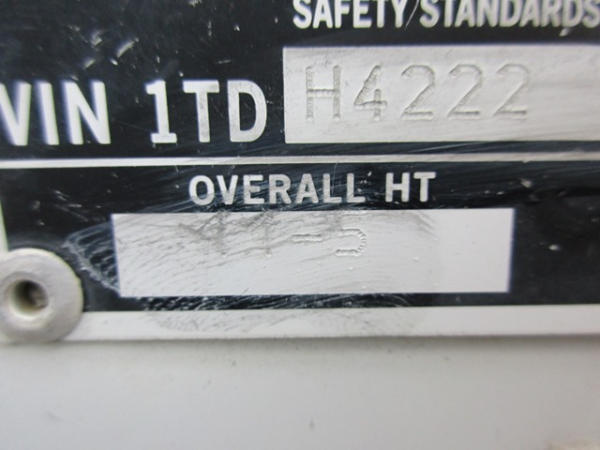 SAFETY STANDARDS
VIN 1TD H4222
OVERALL HT